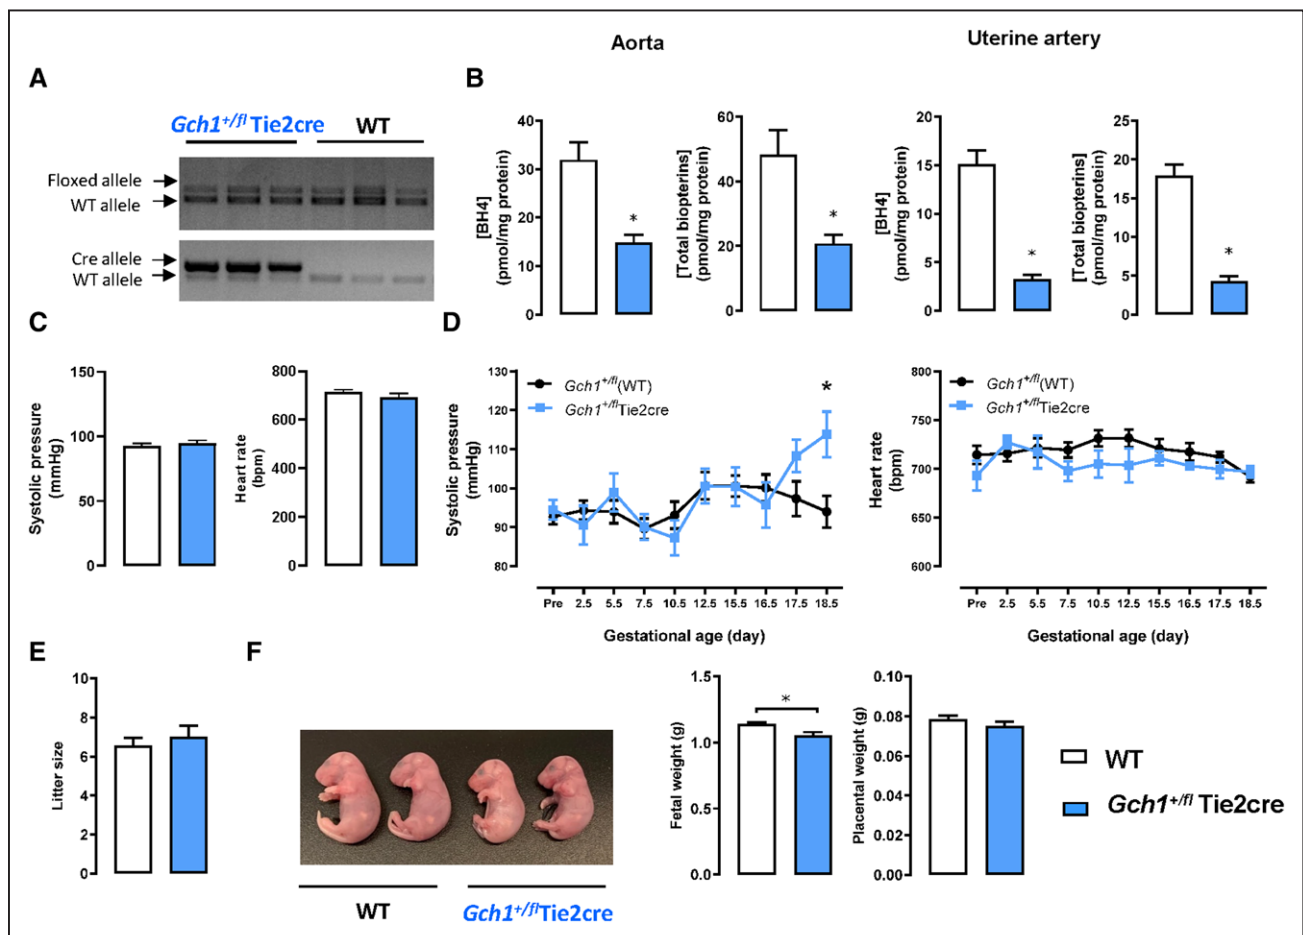 Aorta
Uterine artery
A
Gch1+/fl Tie2cre
WT
Floxed allele
WT allele
Cre allele
WT allele
B
[BH4]
(pmol/mg protein)
40
30
20
10
0
*
[Total biopterins]
(pmol/mg protein)
60
40
20
0
*
[BH4]
(pmol/mg protein)
20
15
10
5
0
*
[Total biopterins]
(pmol/mg protein)
25
20
15
10
5
0
*
C
Systolic pressure
(mmHg)
150
100
50
0
Heart rate
(bpm)
800
600
400
200
0
D
Systolic pressure
(mmHg)
130
120
110
100
90
80
Gch1+/fl(WT)
Gch1+/flTie2cre
*
Pre 2.5 5.5 7.5 10.5 12.5 15.5 16.5 17.5 18.5
Gestational age (day)
Heart rate
(bpm)
800
750
700
650
600
Gch1+/fl(WT)
Gch1+/flTie2cre
Pre 2.5 5.5 7.5 10.5 12.5 15.5 16.5 17.5 18.5
Gestational age (day)
E
Litter size
10
8
6
4
2
0
F
WT
Gch1+/flTie2cre
Fetal weight (g)
1.5
1.0
0.5
0.0
*
Placental weight (g)
0.10
0.08
0.06
0.04
0.02
0.00
WT
Gch1+/fl Tie2cre